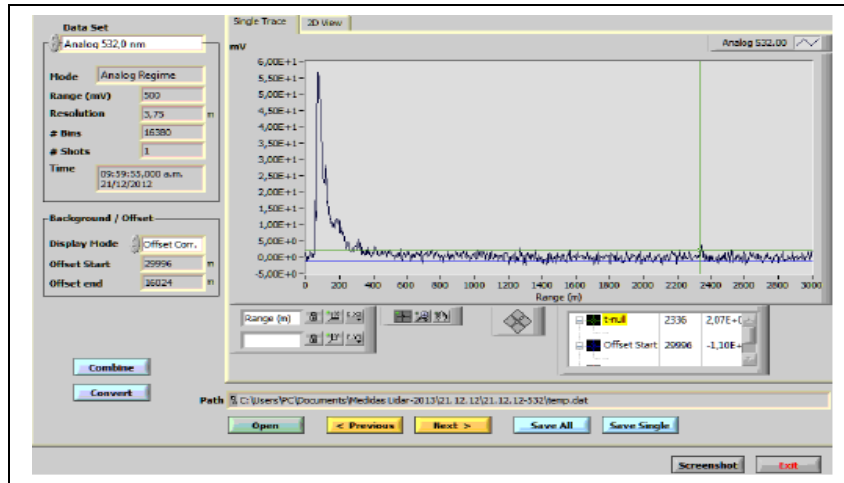 Data Set
Analog 532,0 nm
Mode Analog Regime
Range (mV) 500
Resolution 3,75 m
# Bins 16380
# Shots 1
Time 09:59:55,000 a.m.
21/12/2012
Background / Offset
Display Mode Offset Corr.
Offset Start 29996 m
Offset end 16024 m
Combine
Convert
Single Trace 2D View
mV
Analog 532.00
6,00E+1
5,50E+1
5,00E+1
4,50E+1
4,00E+1
3,50E+1
3,00E+1
2,50E+1
2,00E+1
1,50E+1
1,00E+1
5,00E+0
0,00E+0
-5,00E+0
0 200 400 600 800 1000 1200 1400 1600 1800 2000 2200 2400 2600 2800 3000
Range (m)
Range (m)
t-null 2336 2,07E+
Offset Start 29996 -1,10E+
Path C:\Users\PC\Documents\Medidas Lidar-2013\21.12.12\21.12.12-532\temp.dat
Open < Previous Next > Save All Save Single
Screenshot Exit